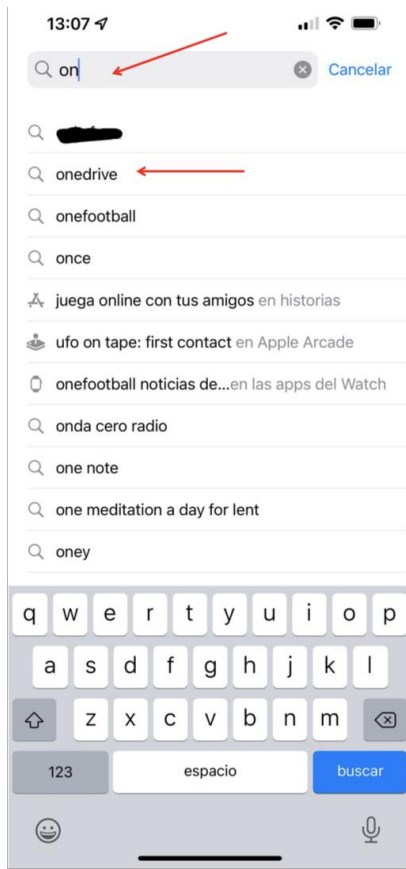 13:07
on
Cancelar
onedrive
onefootball
once
juega online con tus amigos en historias
ufo on tape: first contact en Apple Arcade
onefootball noticias de...en las apps del Watch
onda cero radio
one note
one meditation a day for lent
oney
q w e r t y u i o p
a s d f g h j k l
z x c v b n m
123 espacio buscar